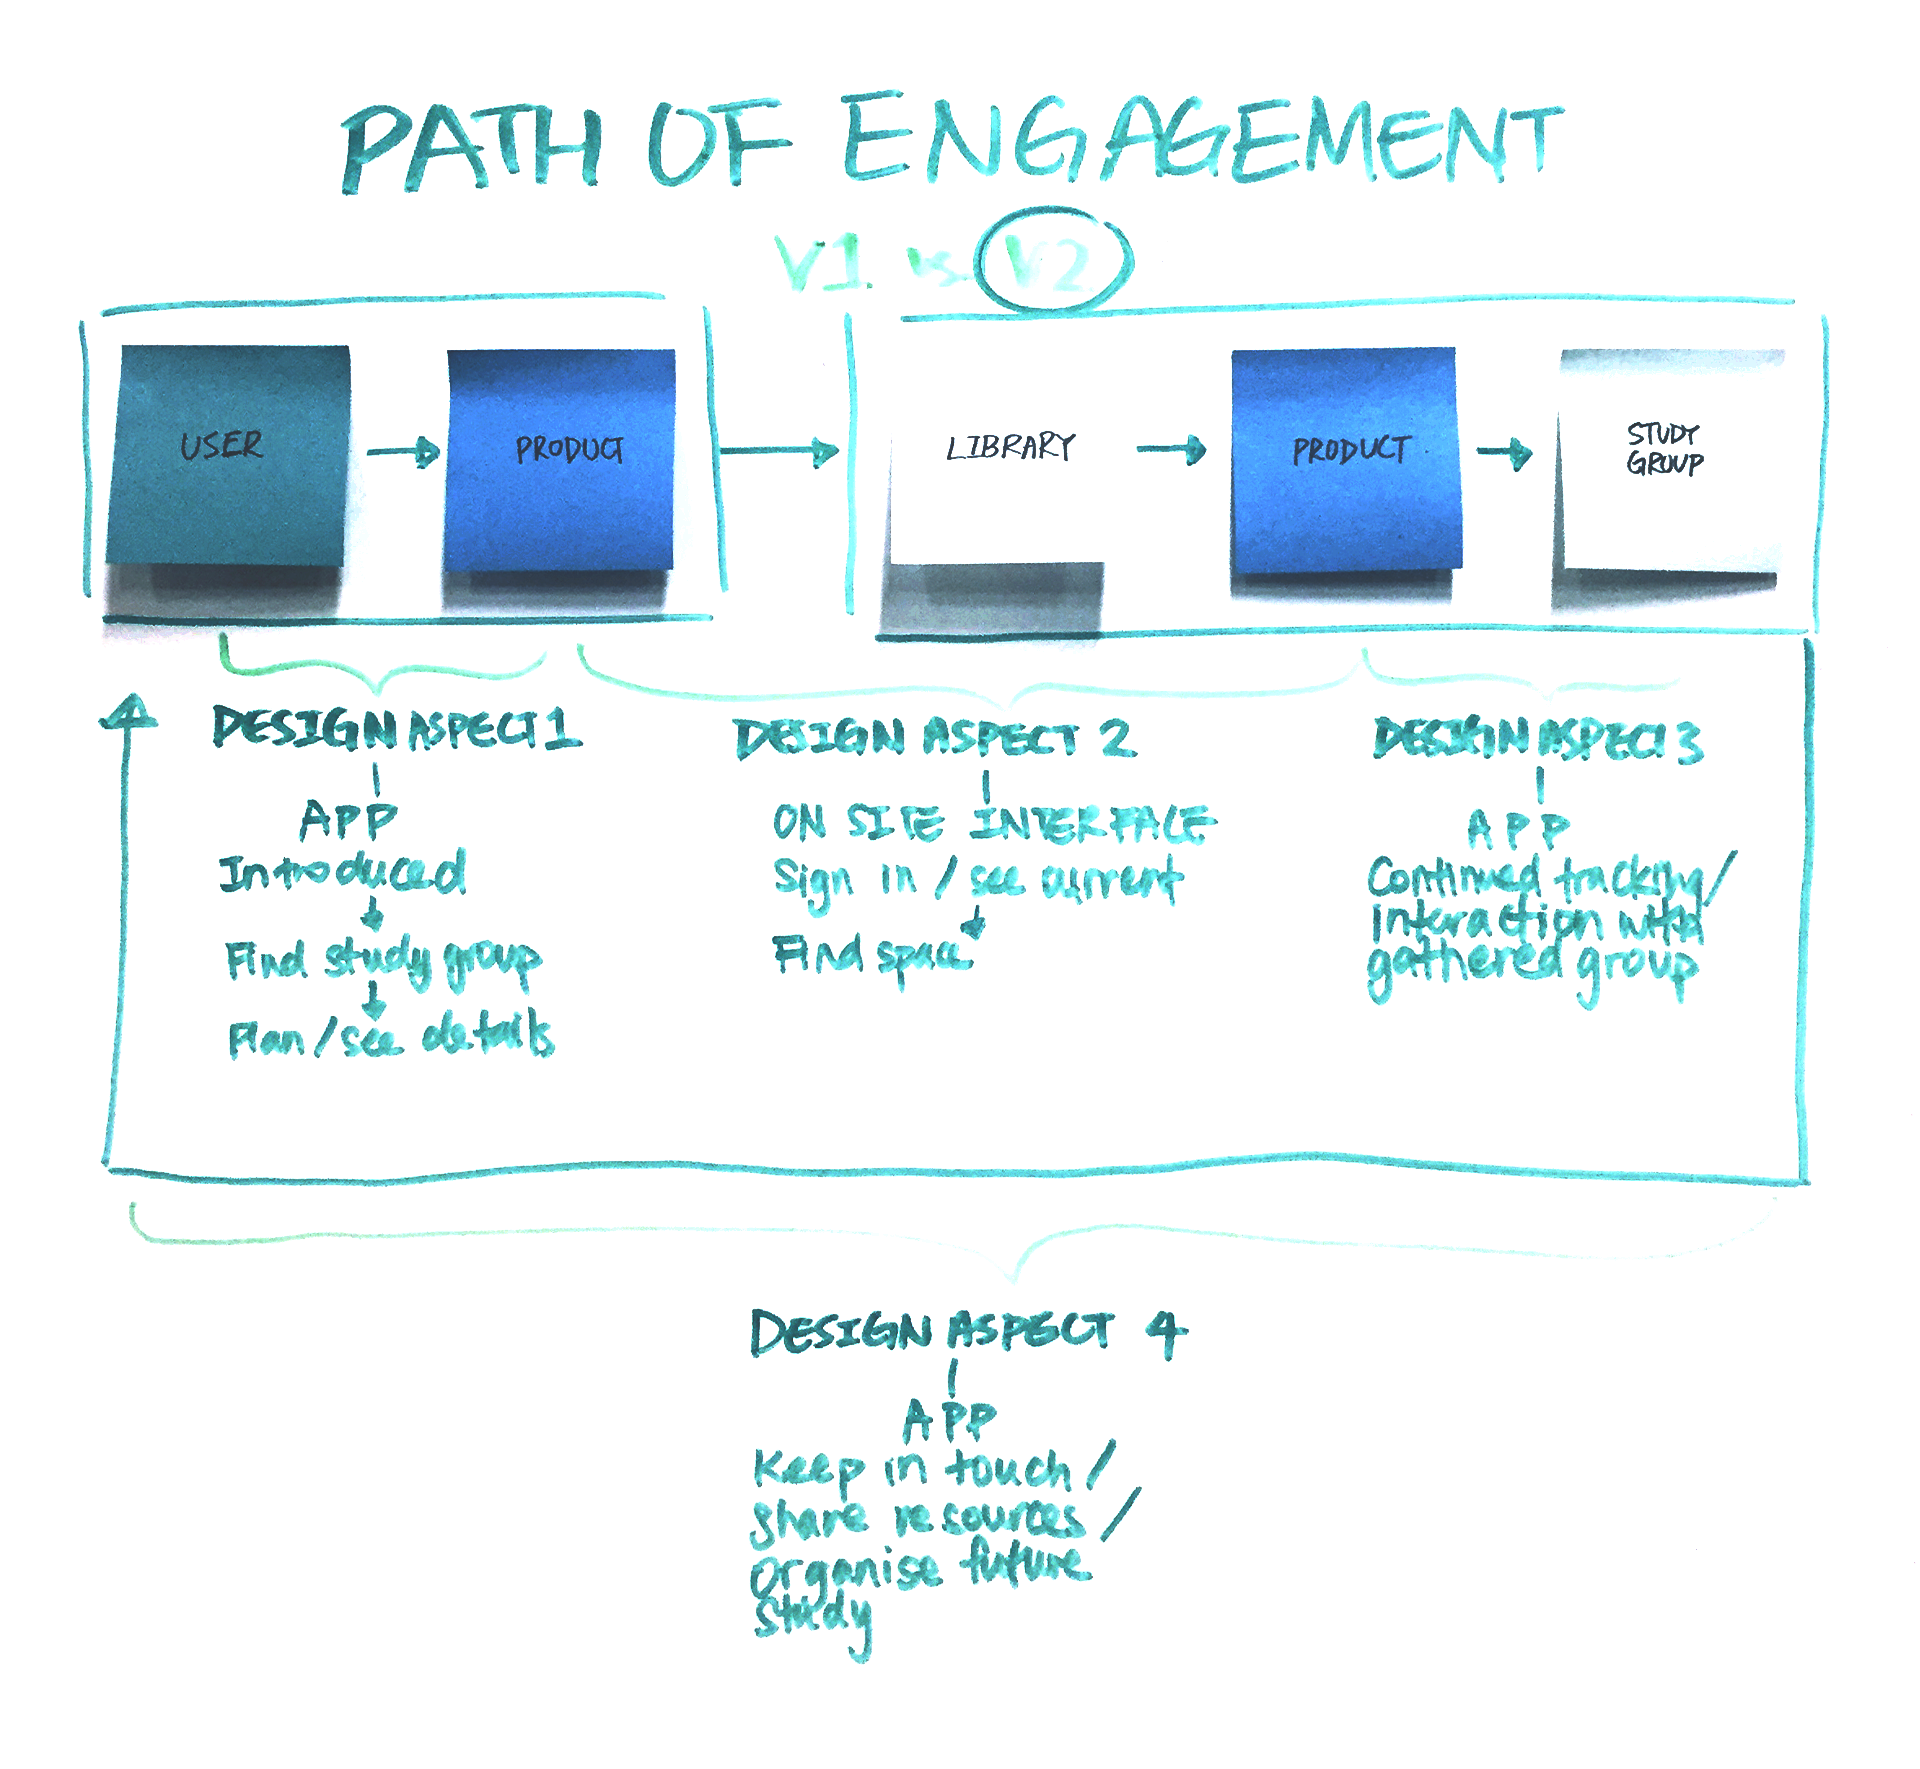 PATH OF ENGAGEMENT
V1. vs. V2
USER
PRODUCT
LIBRARY
PRODUCT
STUDY
GROUP
DESIGN ASPECT 1
APP
Introduced
Find study group
Plan/see details
DESIGN ASPECT 2
ON SITE INTERFACE
Sign in / see current
Find space
DESIGN ASPECT 3
APP
Continued tracking/
interaction with
gathered group
DESIGN ASPECT 4
APP
Keep in touch/
share resources/
organise future
study